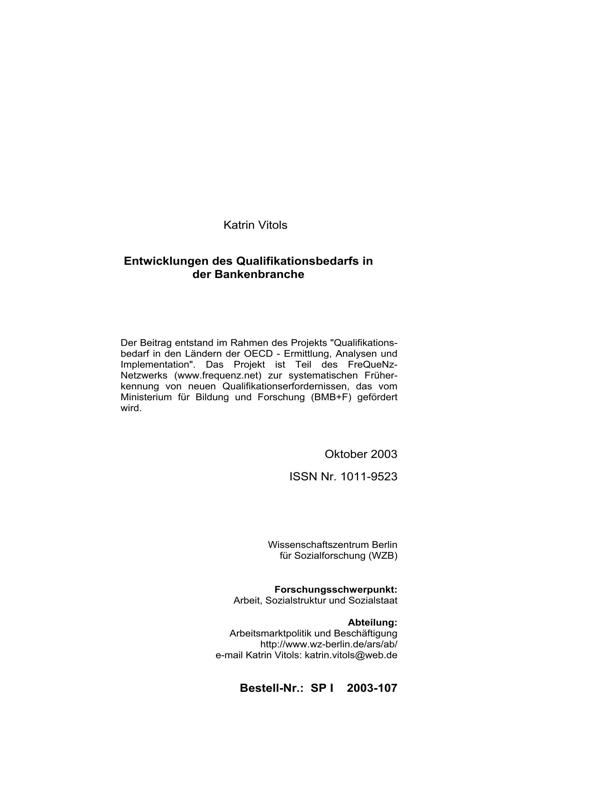 Katrin Vitols
Entwicklungen des Qualifikationsbedarfs in
der Bankenbranche
Der Beitrag entstand im Rahmen des Projekts "Qualifikations-
bedarf in den Ländern der OECD - Ermittlung, Analysen und
Implementation". Das Projekt ist Teil des FreQueNz-
Netzwerks (www.frequenz.net) zur systematischen Früher-
kennung von neuen Qualifikationserfordernissen, das vom
Ministerium für Bildung und Forschung (BMB+F) gefördert
wird.
Oktober 2003
ISSN Nr. 1011-9523
Wissenschaftszentrum Berlin
für Sozialforschung (WZB)
Forschungsschwerpunkt:
Arbeit, Sozialstruktur und Sozialstaat
Abteilung:
Arbeitsmarktpolitik und Beschäftigung
http://www.wz-berlin.de/ars/ab/
e-mail Katrin Vitols: katrin.vitols@web.de
Bestell-Nr.: SP I 2003-107